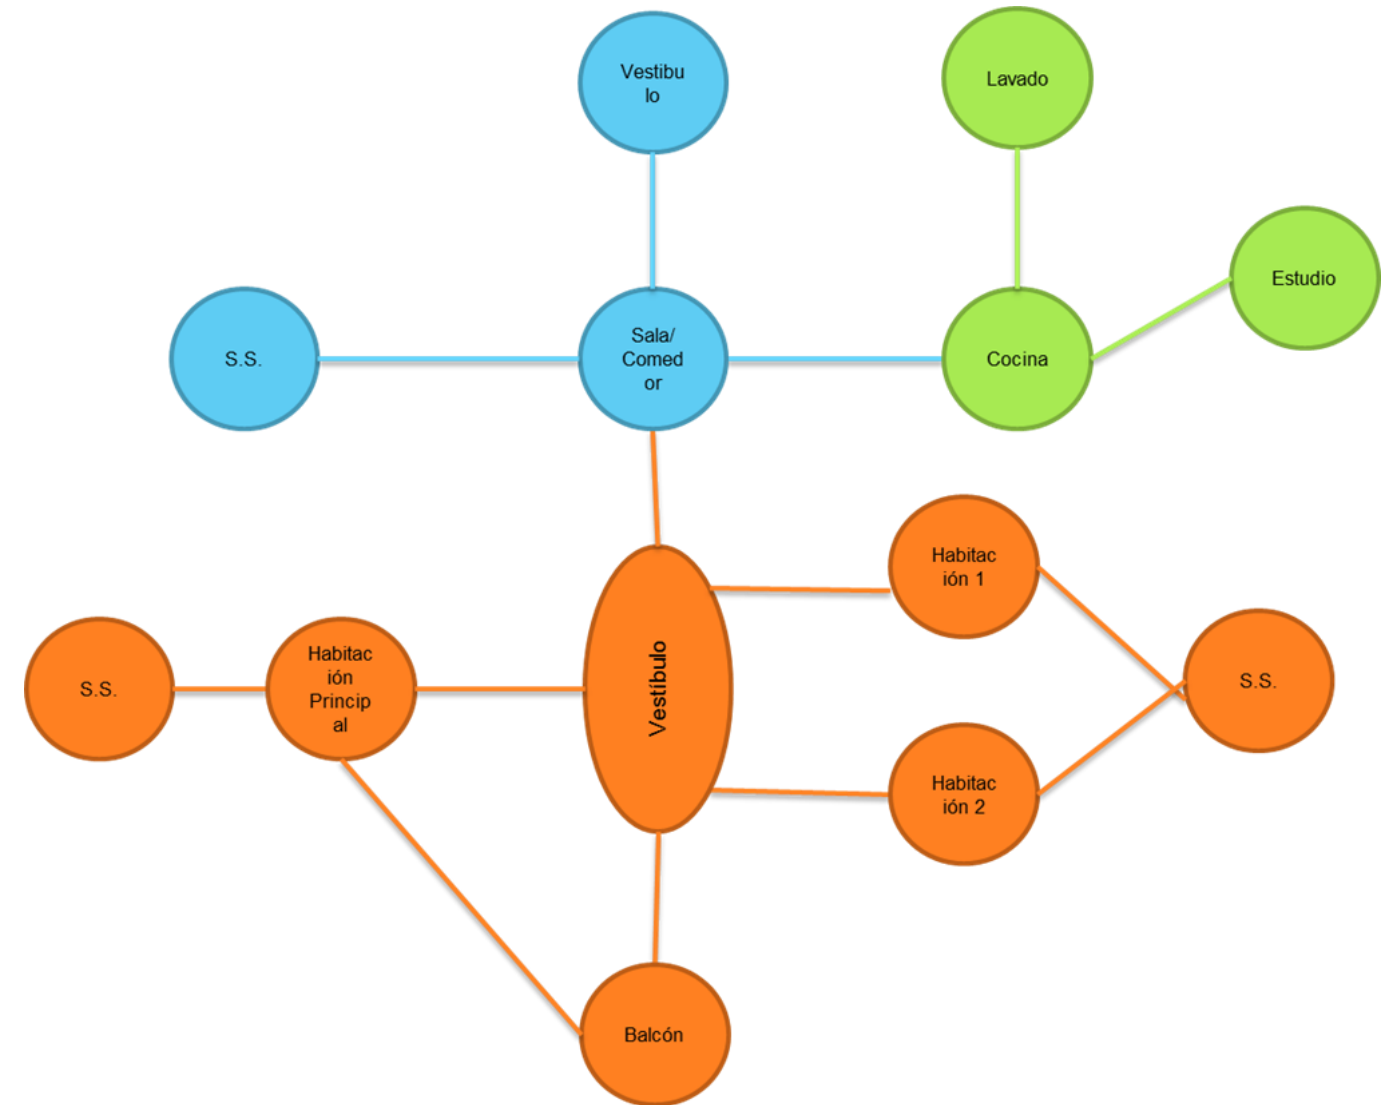 Vestibu
lo
Lavado
Estudio
S.S.
Sala/
Comed
or
Cocina
Habitac
ión 1
S.S.
Habitac
ión
Princip
al
Vestíbulo
S.S.
Habitac
ión 2
Balcón